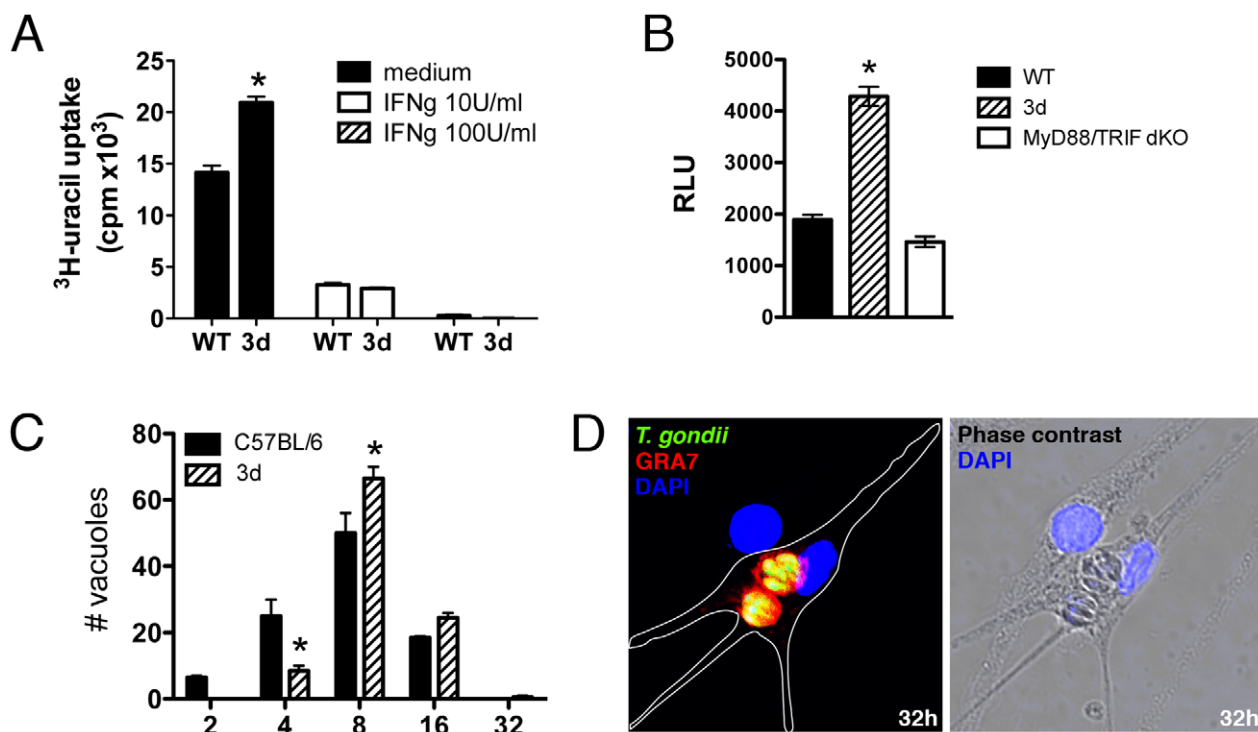 A
³H-uracil uptake
(cpm x10³)
25
20
15
10
5
0
*
medium
IFNg 10U/ml
IFNg 100U/ml
WT 3d WT 3d WT 3d
B
RLU
5000
4000
3000
2000
1000
0
*
WT
3d
MyD88/TRIF dKO
C
# vacuoles
80
60
40
20
0
C57BL/6
3d
*
*
2 4 8 16 32
D
T. gondii
GRA7
DAPI
32h
Phase contrast
DAPI
32h